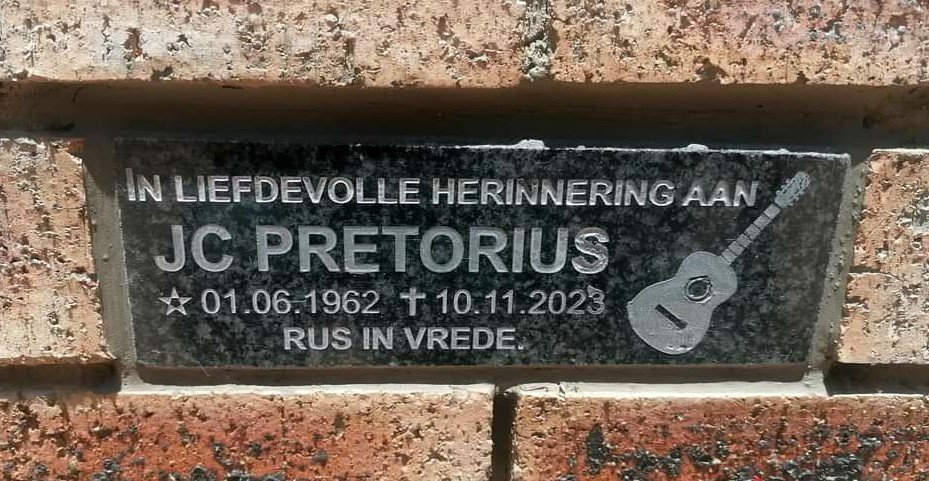 IN LIEFDEVOLLE HERINNERING AAN
JC PRETORIUS
☆ 01.06.1962 ✝ 10.11.2023
RUS IN VREDE.